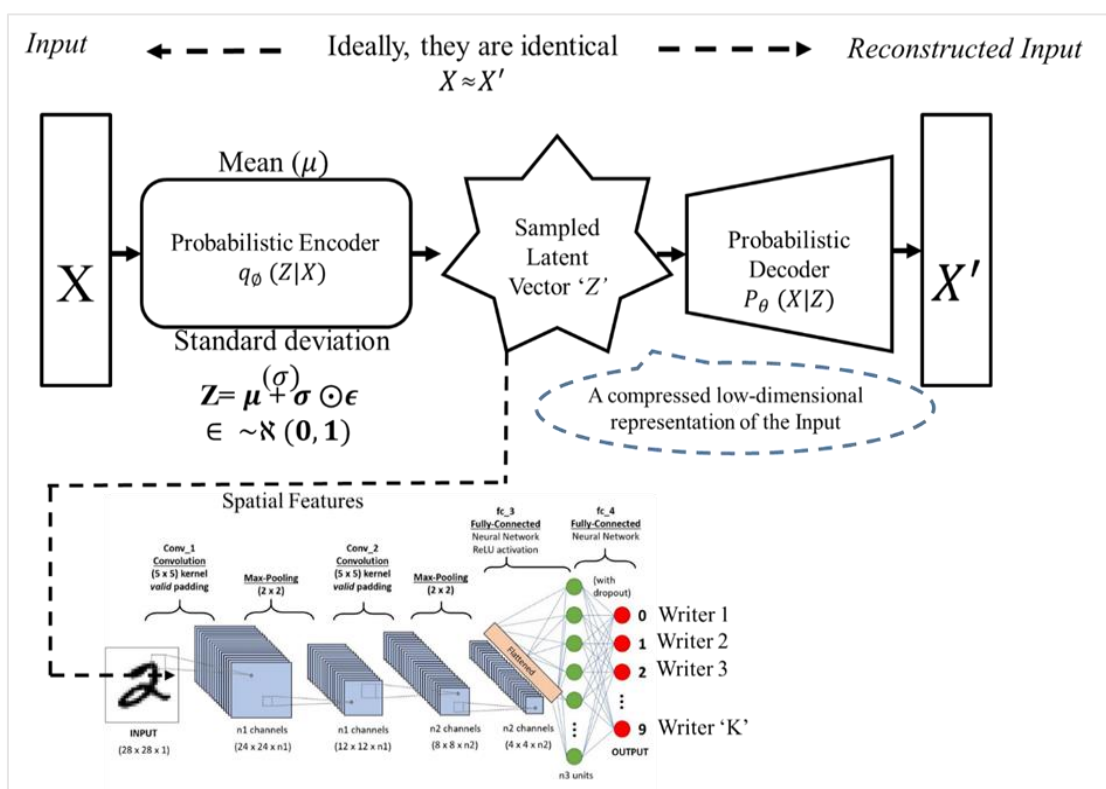 Input
Ideally, they are identical
X ≈ X′
Reconstructed Input
X
Mean (μ)
Probabilistic Encoder
q_ϕ (Z|X)
Standard deviation
(σ)
Z= μ + σ ⊙ϵ
∈ ~ℵ (0, 1)
Sampled
Latent
Vector ‘Z’
Probabilistic
Decoder
P_θ (X|Z)
X′
A compressed low-dimensional
representation of the Input
Spatial Features
Conv_1
Convolution
(5 x 5) kernel
valid padding
Max-Pooling
(2 x 2)
Conv_2
Convolution
(5 x 5) kernel
valid padding
Max-Pooling
(2 x 2)
fc_3
Fully-Connected
Neural Network
ReLU activation
fc_4
Fully-Connected
Neural Network
(with
dropout)
Flattened
2
INPUT
(28 x 28 x 1)
n1 channels
(24 x 24 x n1)
n1 channels
(12 x 12 x n1)
n2 channels
(8 x 8 x n2)
n2 channels
(4 x 4 x n2)
n3 units
0 Writer 1
1 Writer 2
2 Writer 3
9 Writer ‘K’
OUTPUT